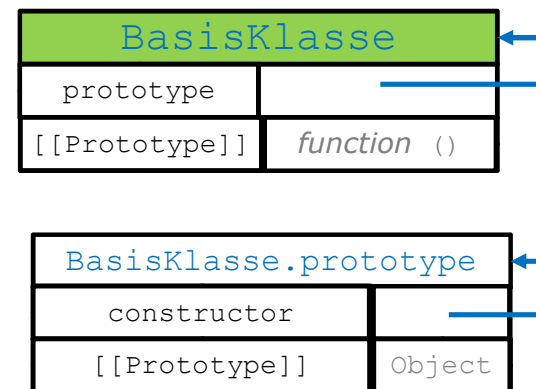 BasisKlasse
prototype
[[Prototype]] function ()
BasisKlasse.prototype
constructor
[[Prototype]] Object